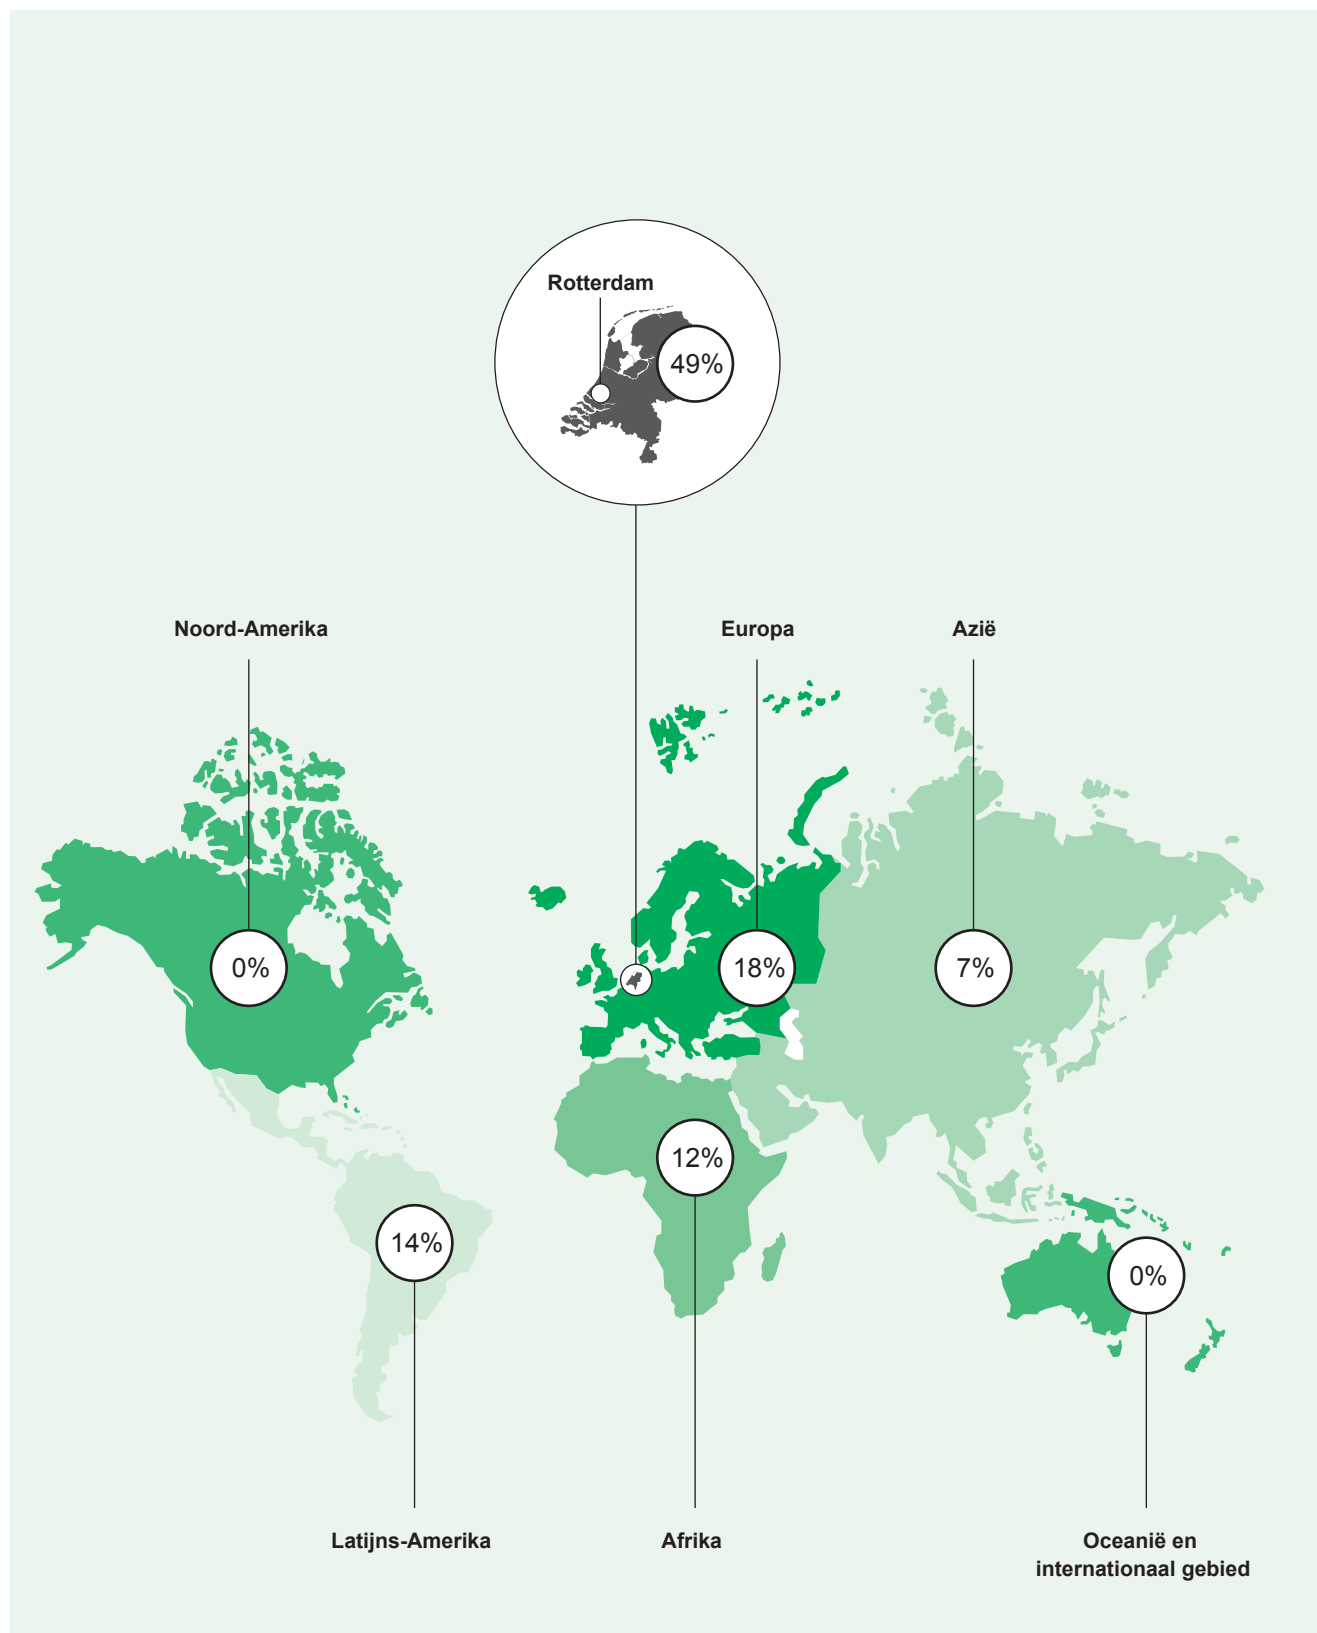 Rotterdam
49%
Noord-Amerika
Europa
Azië
0%
18%
7%
12%
14%
0%
Latijns-Amerika
Afrika
Oceanië en
internationaal gebied